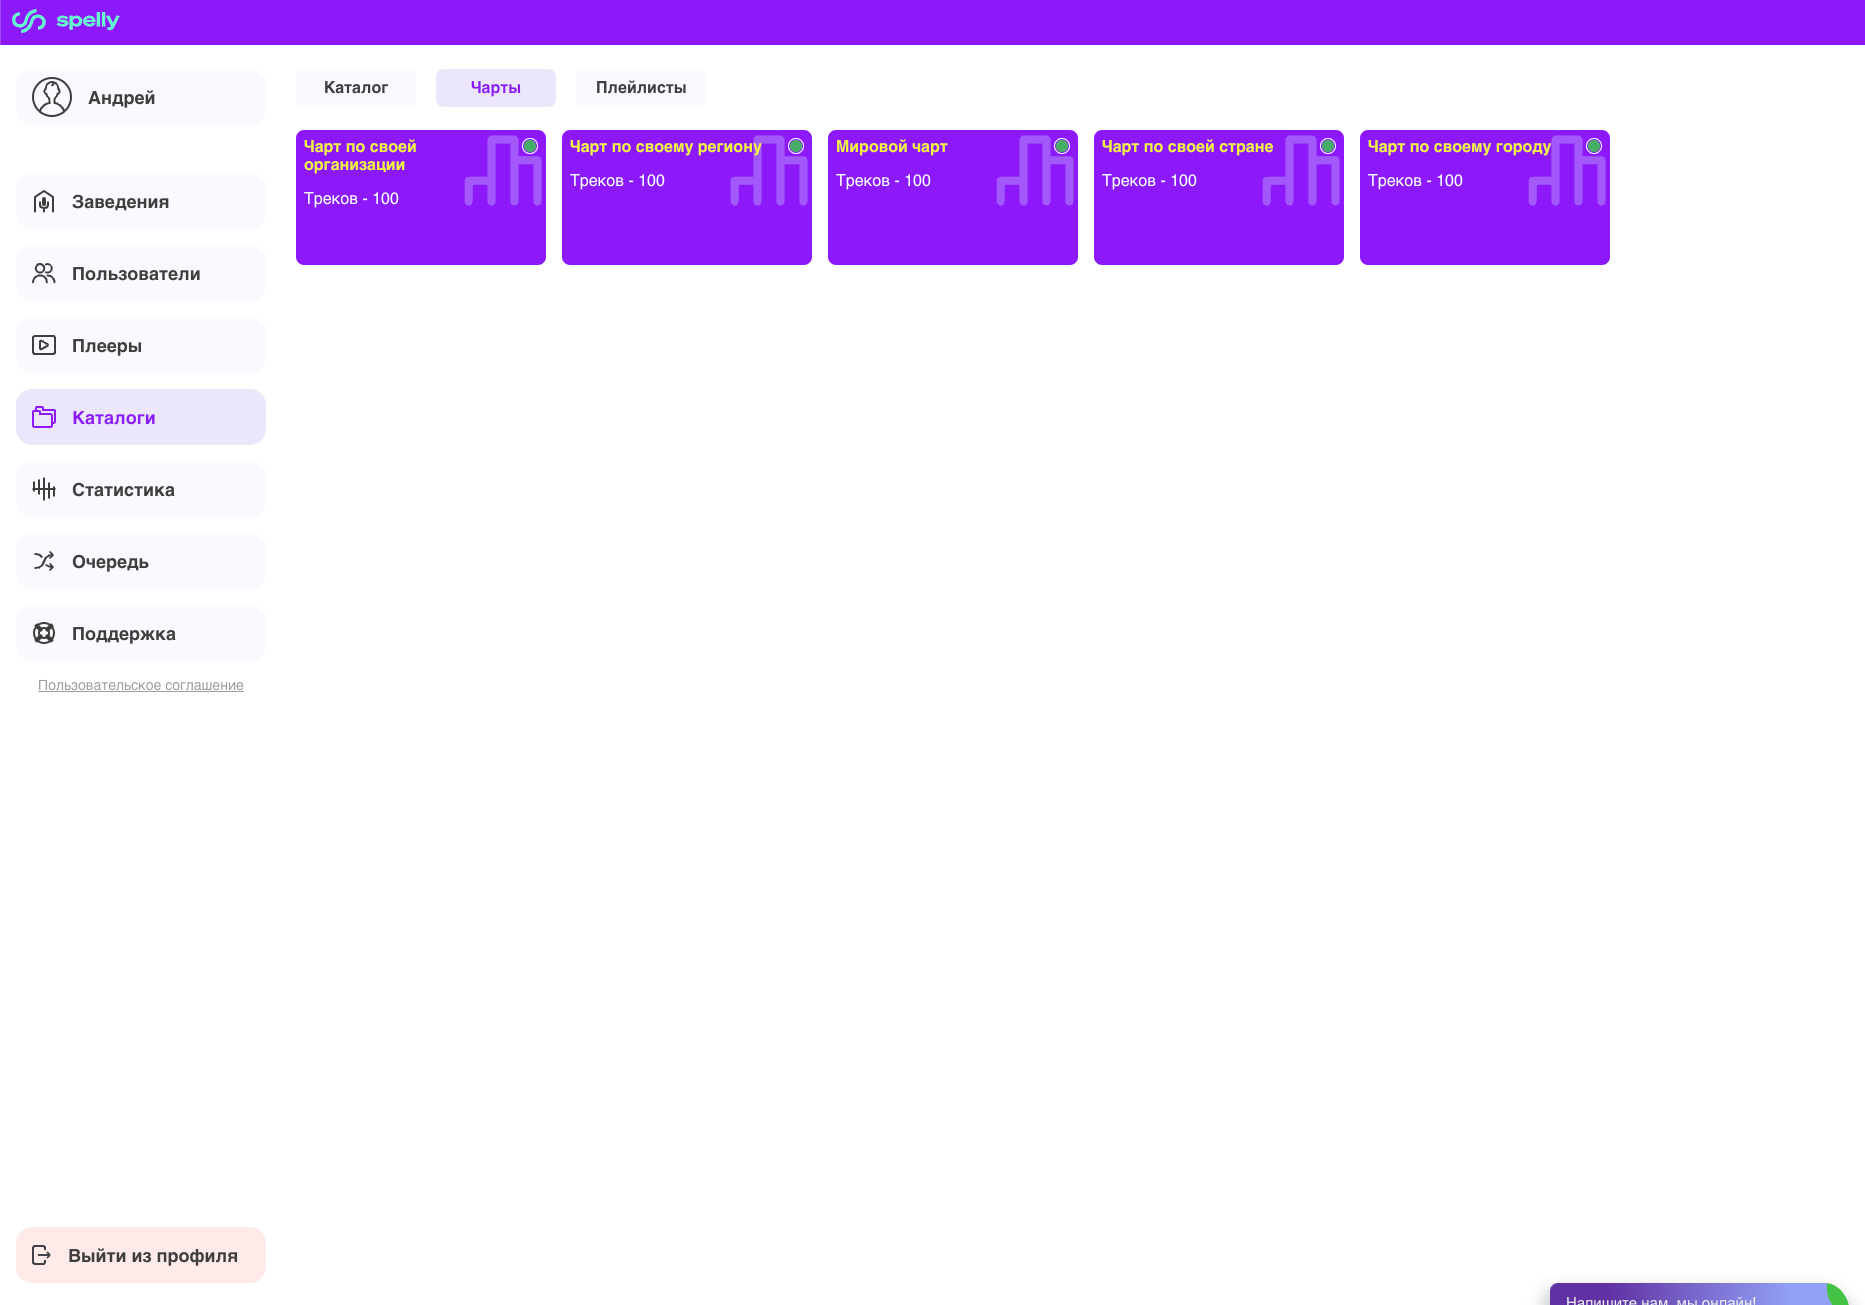 spelly
Андрей
Заведения
Пользователи
Плееры
Каталоги
Статистика
Очередь
Поддержка
Пользовательское соглашение
Выйти из профиля
Каталог
Чарты
Плейлисты
Чарт по своей
организации
Треков - 100
Чарт по своему региону
Треков - 100
Мировой чарт
Треков - 100
Чарт по своей стране
Треков - 100
Чарт по своему городу
Треков - 100
Напишите нам, мы онлайн!